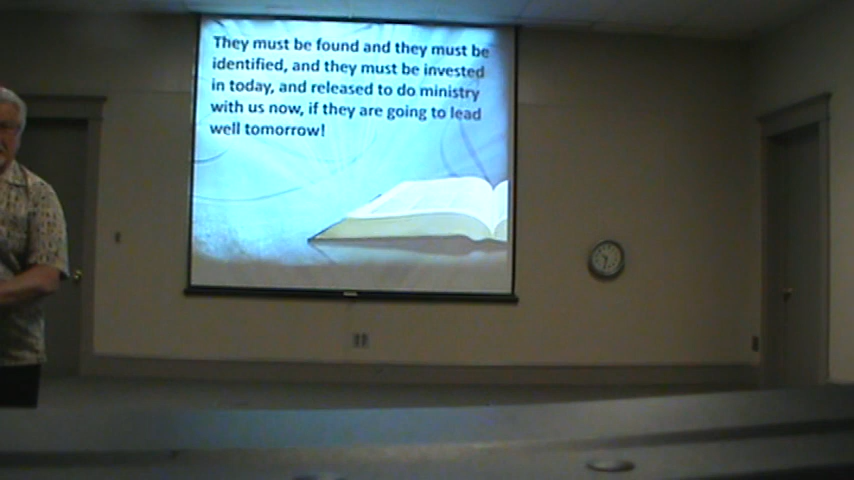 They must be found and they must be
identified, and they must be invested
in today, and released to do ministry
with us now, if they are going to lead
well tomorrow!